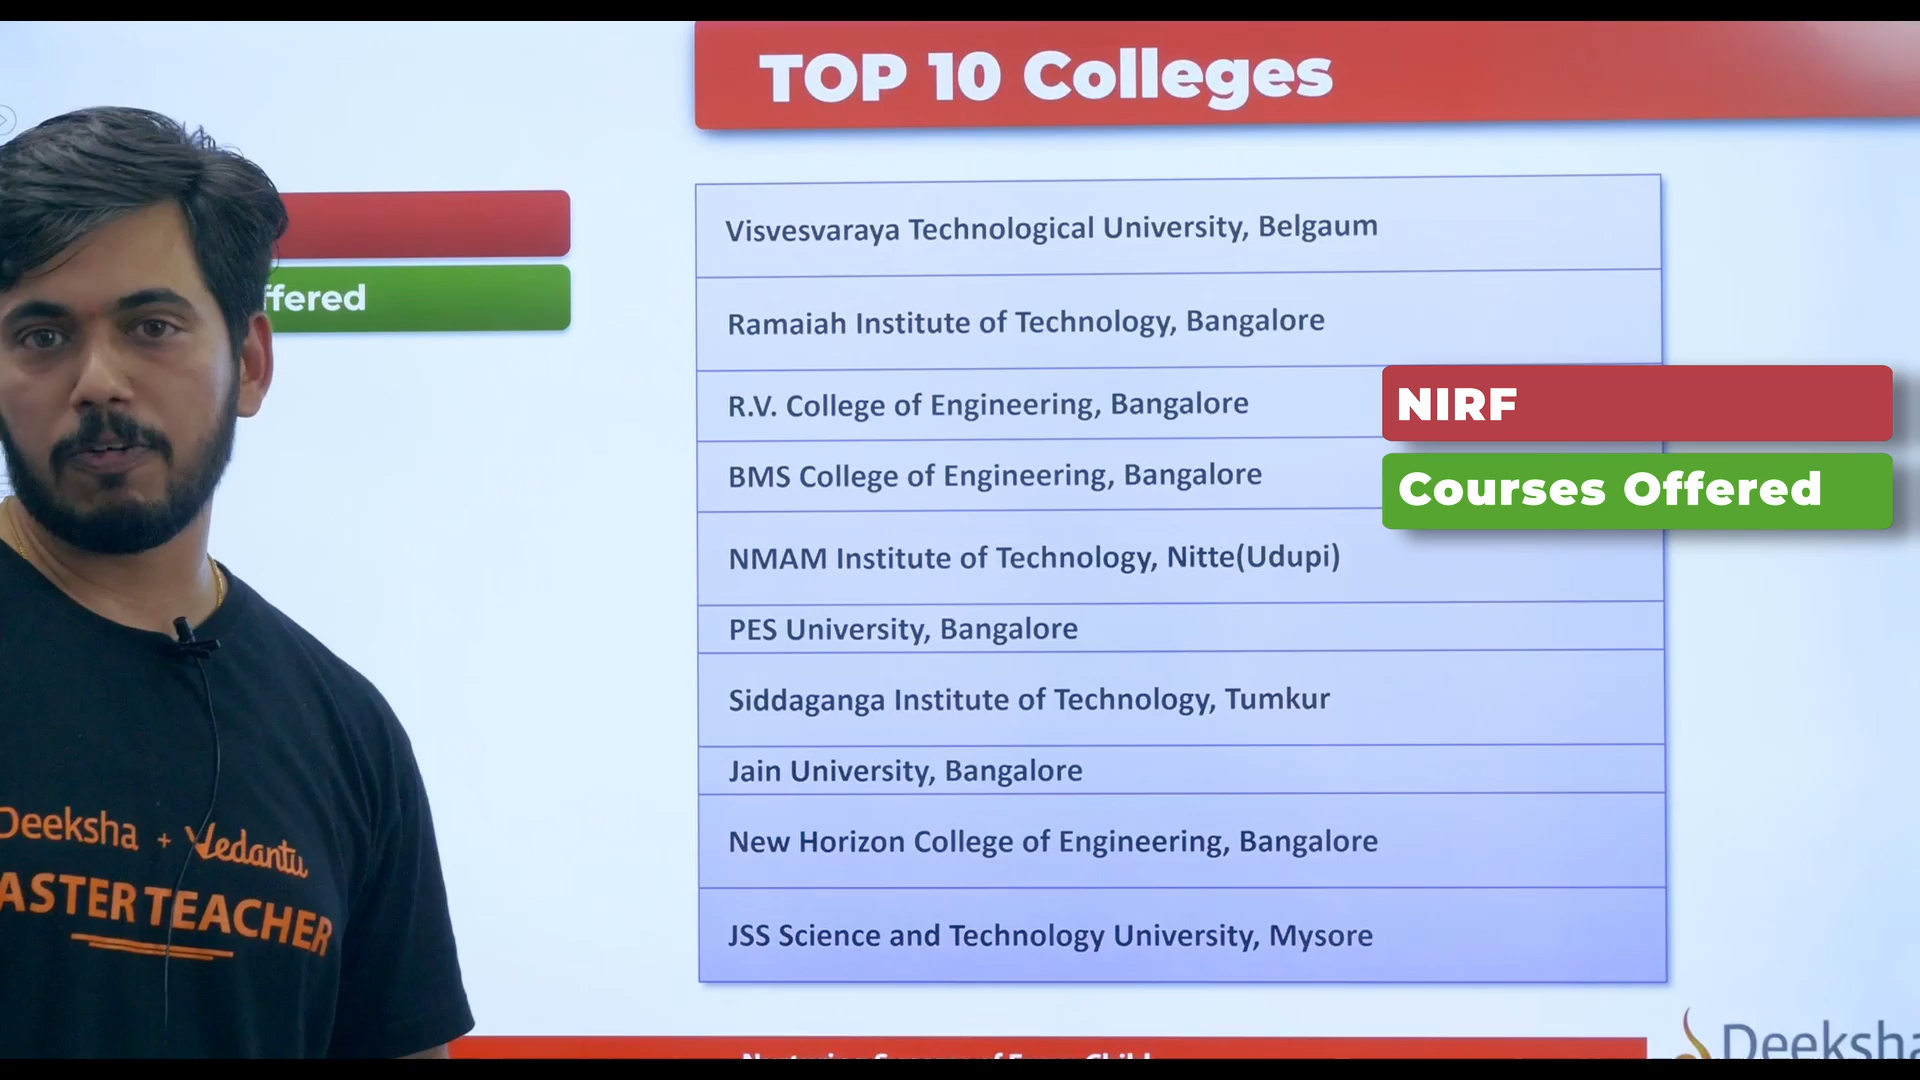 TOP 10 Colleges
ffered
Visvesvaraya Technological University, Belgaum
Ramaiah Institute of Technology, Bangalore
R.V. College of Engineering, Bangalore
NIRF
BMS College of Engineering, Bangalore
Courses Offered
NMAM Institute of Technology, Nitte(Udupi)
PES University, Bangalore
Siddaganga Institute of Technology, Tumkur
Jain University, Bangalore
New Horizon College of Engineering, Bangalore
JSS Science and Technology University, Mysore
Deeksha + Vedantu
ASTER TEACHER
Deeksha